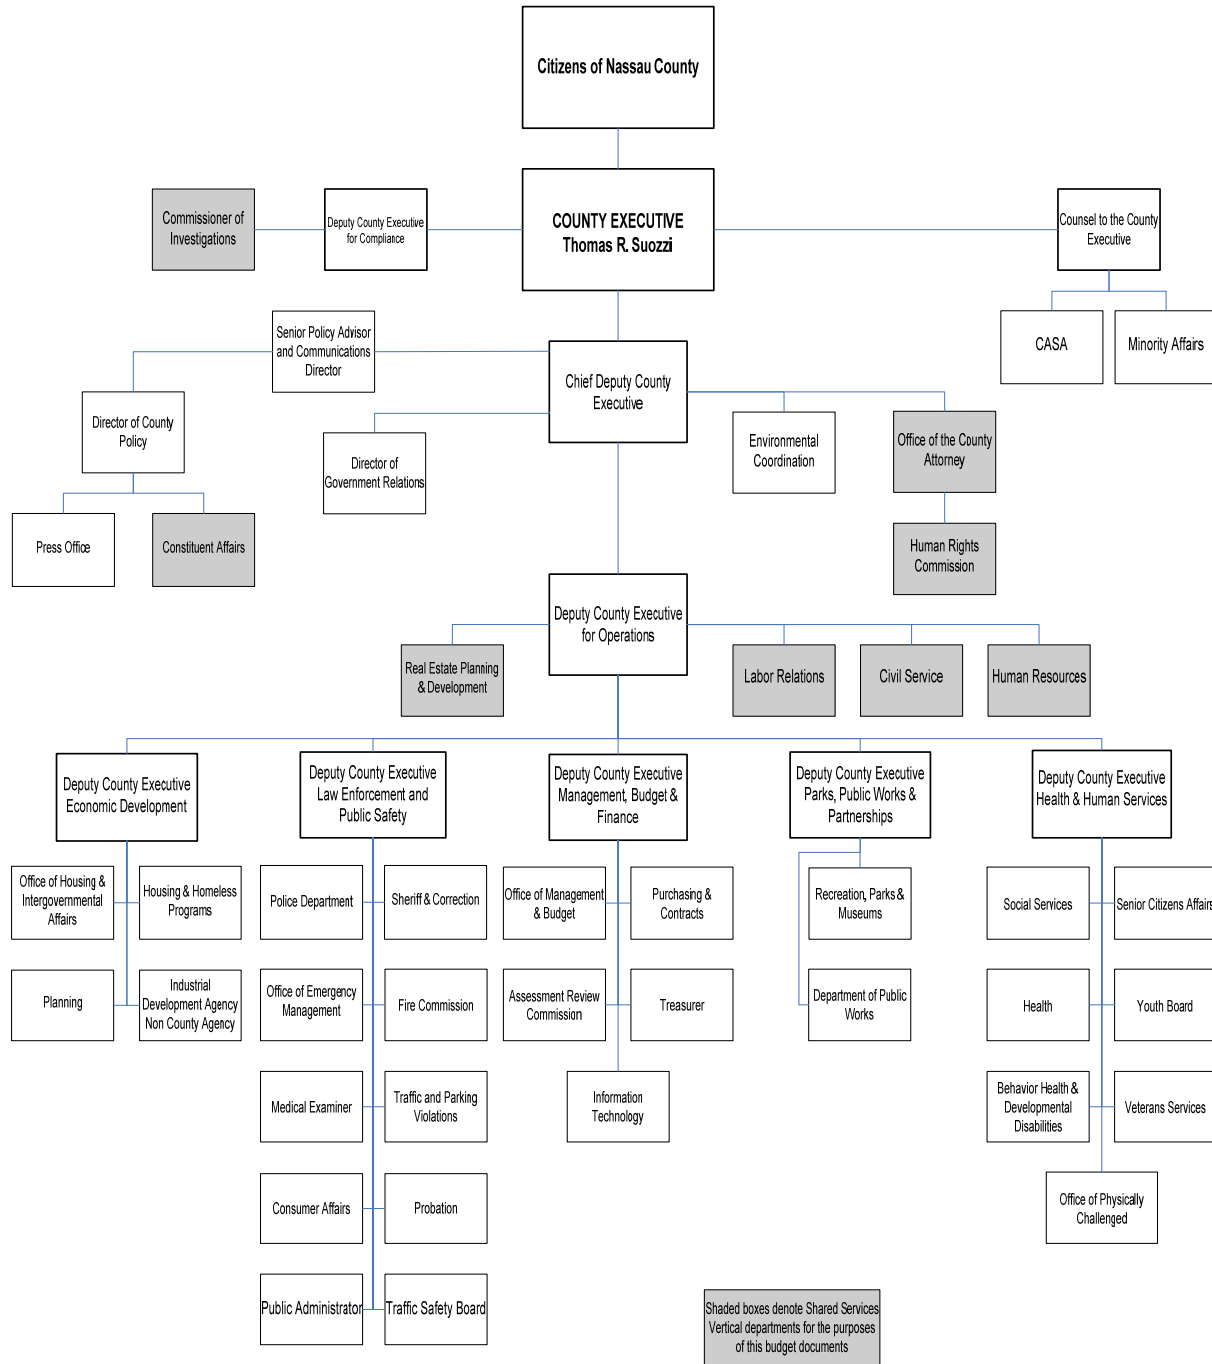 Citizens of Nassau County
Commissioner of
Investigations
Deputy County Executive
for Compliance
COUNTY EXECUTIVE
Thomas R. Suozzi
Counsel to the County
Executive
CASA
Minority Affairs
Senior Policy Advisor
and Communications
Director
Chief Deputy County
Executive
Director of County
Policy
Director of
Government Relations
Environmental
Coordination
Office of the County
Attorney
Press Office
Constituent Affairs
Human Rights
Commission
Deputy County Executive
for Operations
Real Estate Planning
& Development
Labor Relations
Civil Service
Human Resources
Deputy County Executive
Economic Development
Deputy County Executive
Law Enforcement and
Public Safety
Deputy County Executive
Management, Budget &
Finance
Deputy County Executive
Parks, Public Works &
Partnerships
Deputy County Executive
Health & Human Services
Office of Housing &
Intergovernmental
Affairs
Housing & Homeless
Programs
Police Department
Sheriff & Correction
Office of Management
& Budget
Purchasing &
Contracts
Recreation, Parks &
Museums
Social Services
Senior Citizens Affairs
Planning
Industrial
Development Agency
Non County Agency
Office of Emergency
Management
Fire Commission
Assessment Review
Commission
Treasurer
Department of Public
Works
Health
Youth Board
Medical Examiner
Traffic and Parking
Violations
Information
Technology
Behavior Health &
Developmental
Disabilities
Veterans Services
Consumer Affairs
Probation
Office of Physically
Challenged
Public Administrator
Traffic Safety Board
Shaded boxes denote Shared Services
Vertical departments for the purposes
of this budget documents